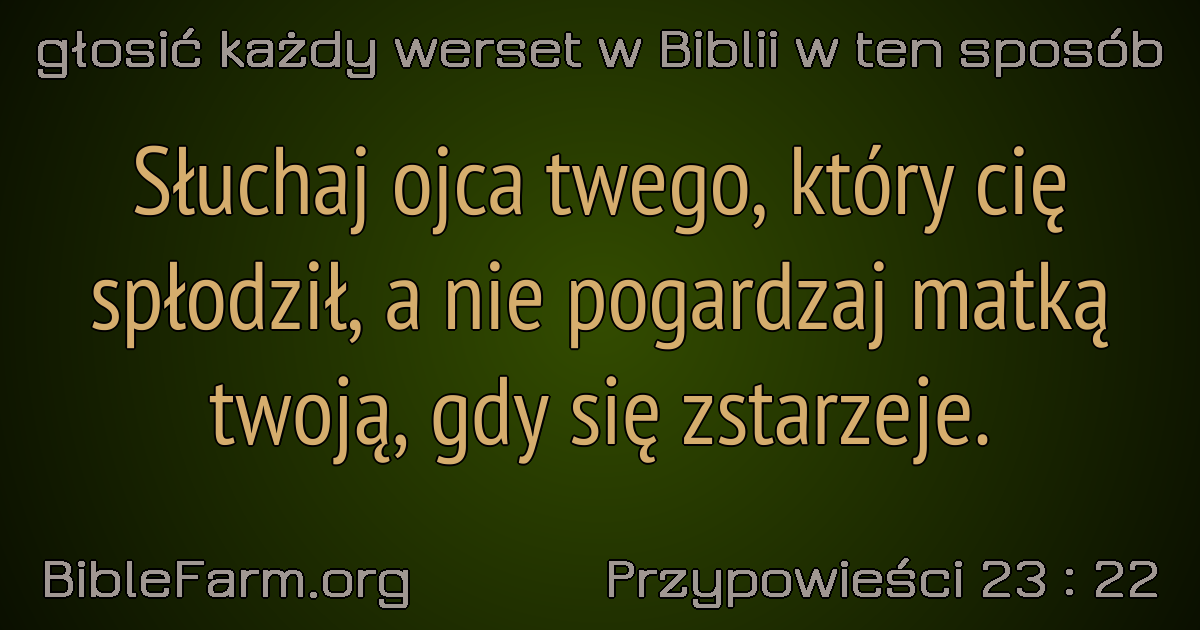 głosić każdy werset w Biblii w ten sposób
Słuchaj ojca twego, który cię
spłodził, a nie pogardzaj matką
twoją, gdy się zstarzeje.
BibleFarm.org
Przypowieści 23 : 22